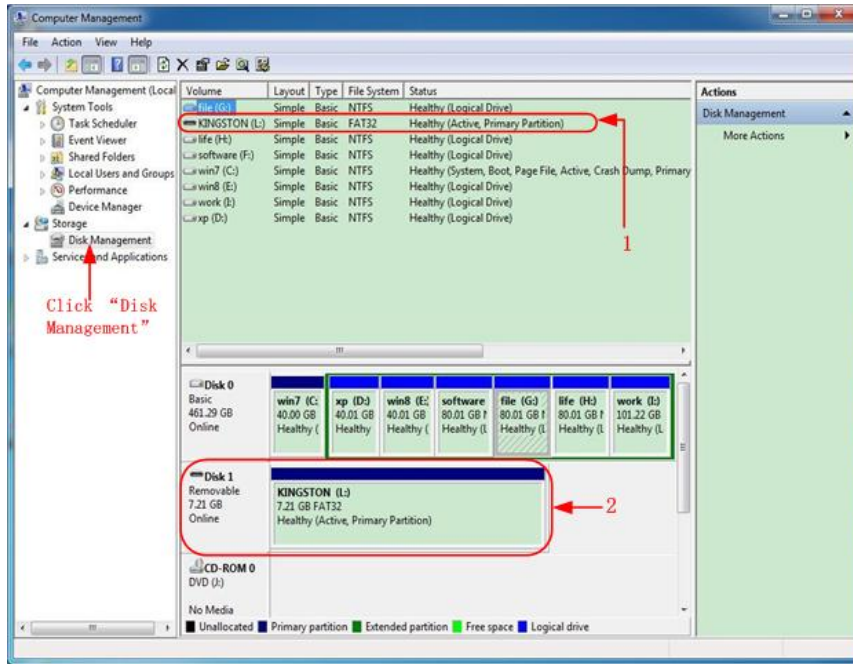 Computer Management
File Action View Help
Computer Management (Local
System Tools
Task Scheduler
Event Viewer
Shared Folders
Local Users and Groups
Performance
Device Manager
Storage
Disk Management
Services and Applications
Click “Disk
Management”
Volume Layout Type File System Status
file (G:) Simple Basic NTFS Healthy (Logical Drive)
KINGSTON (L:) Simple Basic FAT32 Healthy (Active, Primary Partition)
life (H:) Simple Basic NTFS Healthy (Logical Drive)
software (F:) Simple Basic NTFS Healthy (Logical Drive)
win7 (C:) Simple Basic NTFS Healthy (System, Boot, Page File, Active, Crash Dump, Primary
win8 (E:) Simple Basic NTFS Healthy (Logical Drive)
work (I:) Simple Basic NTFS Healthy (Logical Drive)
xp (D:) Simple Basic NTFS Healthy (Logical Drive)
1
Actions
Disk Management
More Actions
Disk 0
Basic
461.29 GB
Online
win7 (C:
40.00 GB
Healthy (
xp (D:)
40.01 GB
Healthy
win8 (E:
40.01 GB
Healthy (
software
80.01 GB
Healthy (L
file (G:)
80.01 GB
Healthy (L
life (H:)
80.01 GB
Healthy (L
work (I:)
101.22 GB
Healthy (L
Disk 1
Removable
7.21 GB
Online
KINGSTON (L:)
7.21 GB FAT32
Healthy (Active, Primary Partition)
2
CD-ROM 0
DVD (J:)
No Media
Unallocated Primary partition Extended partition Free space Logical drive